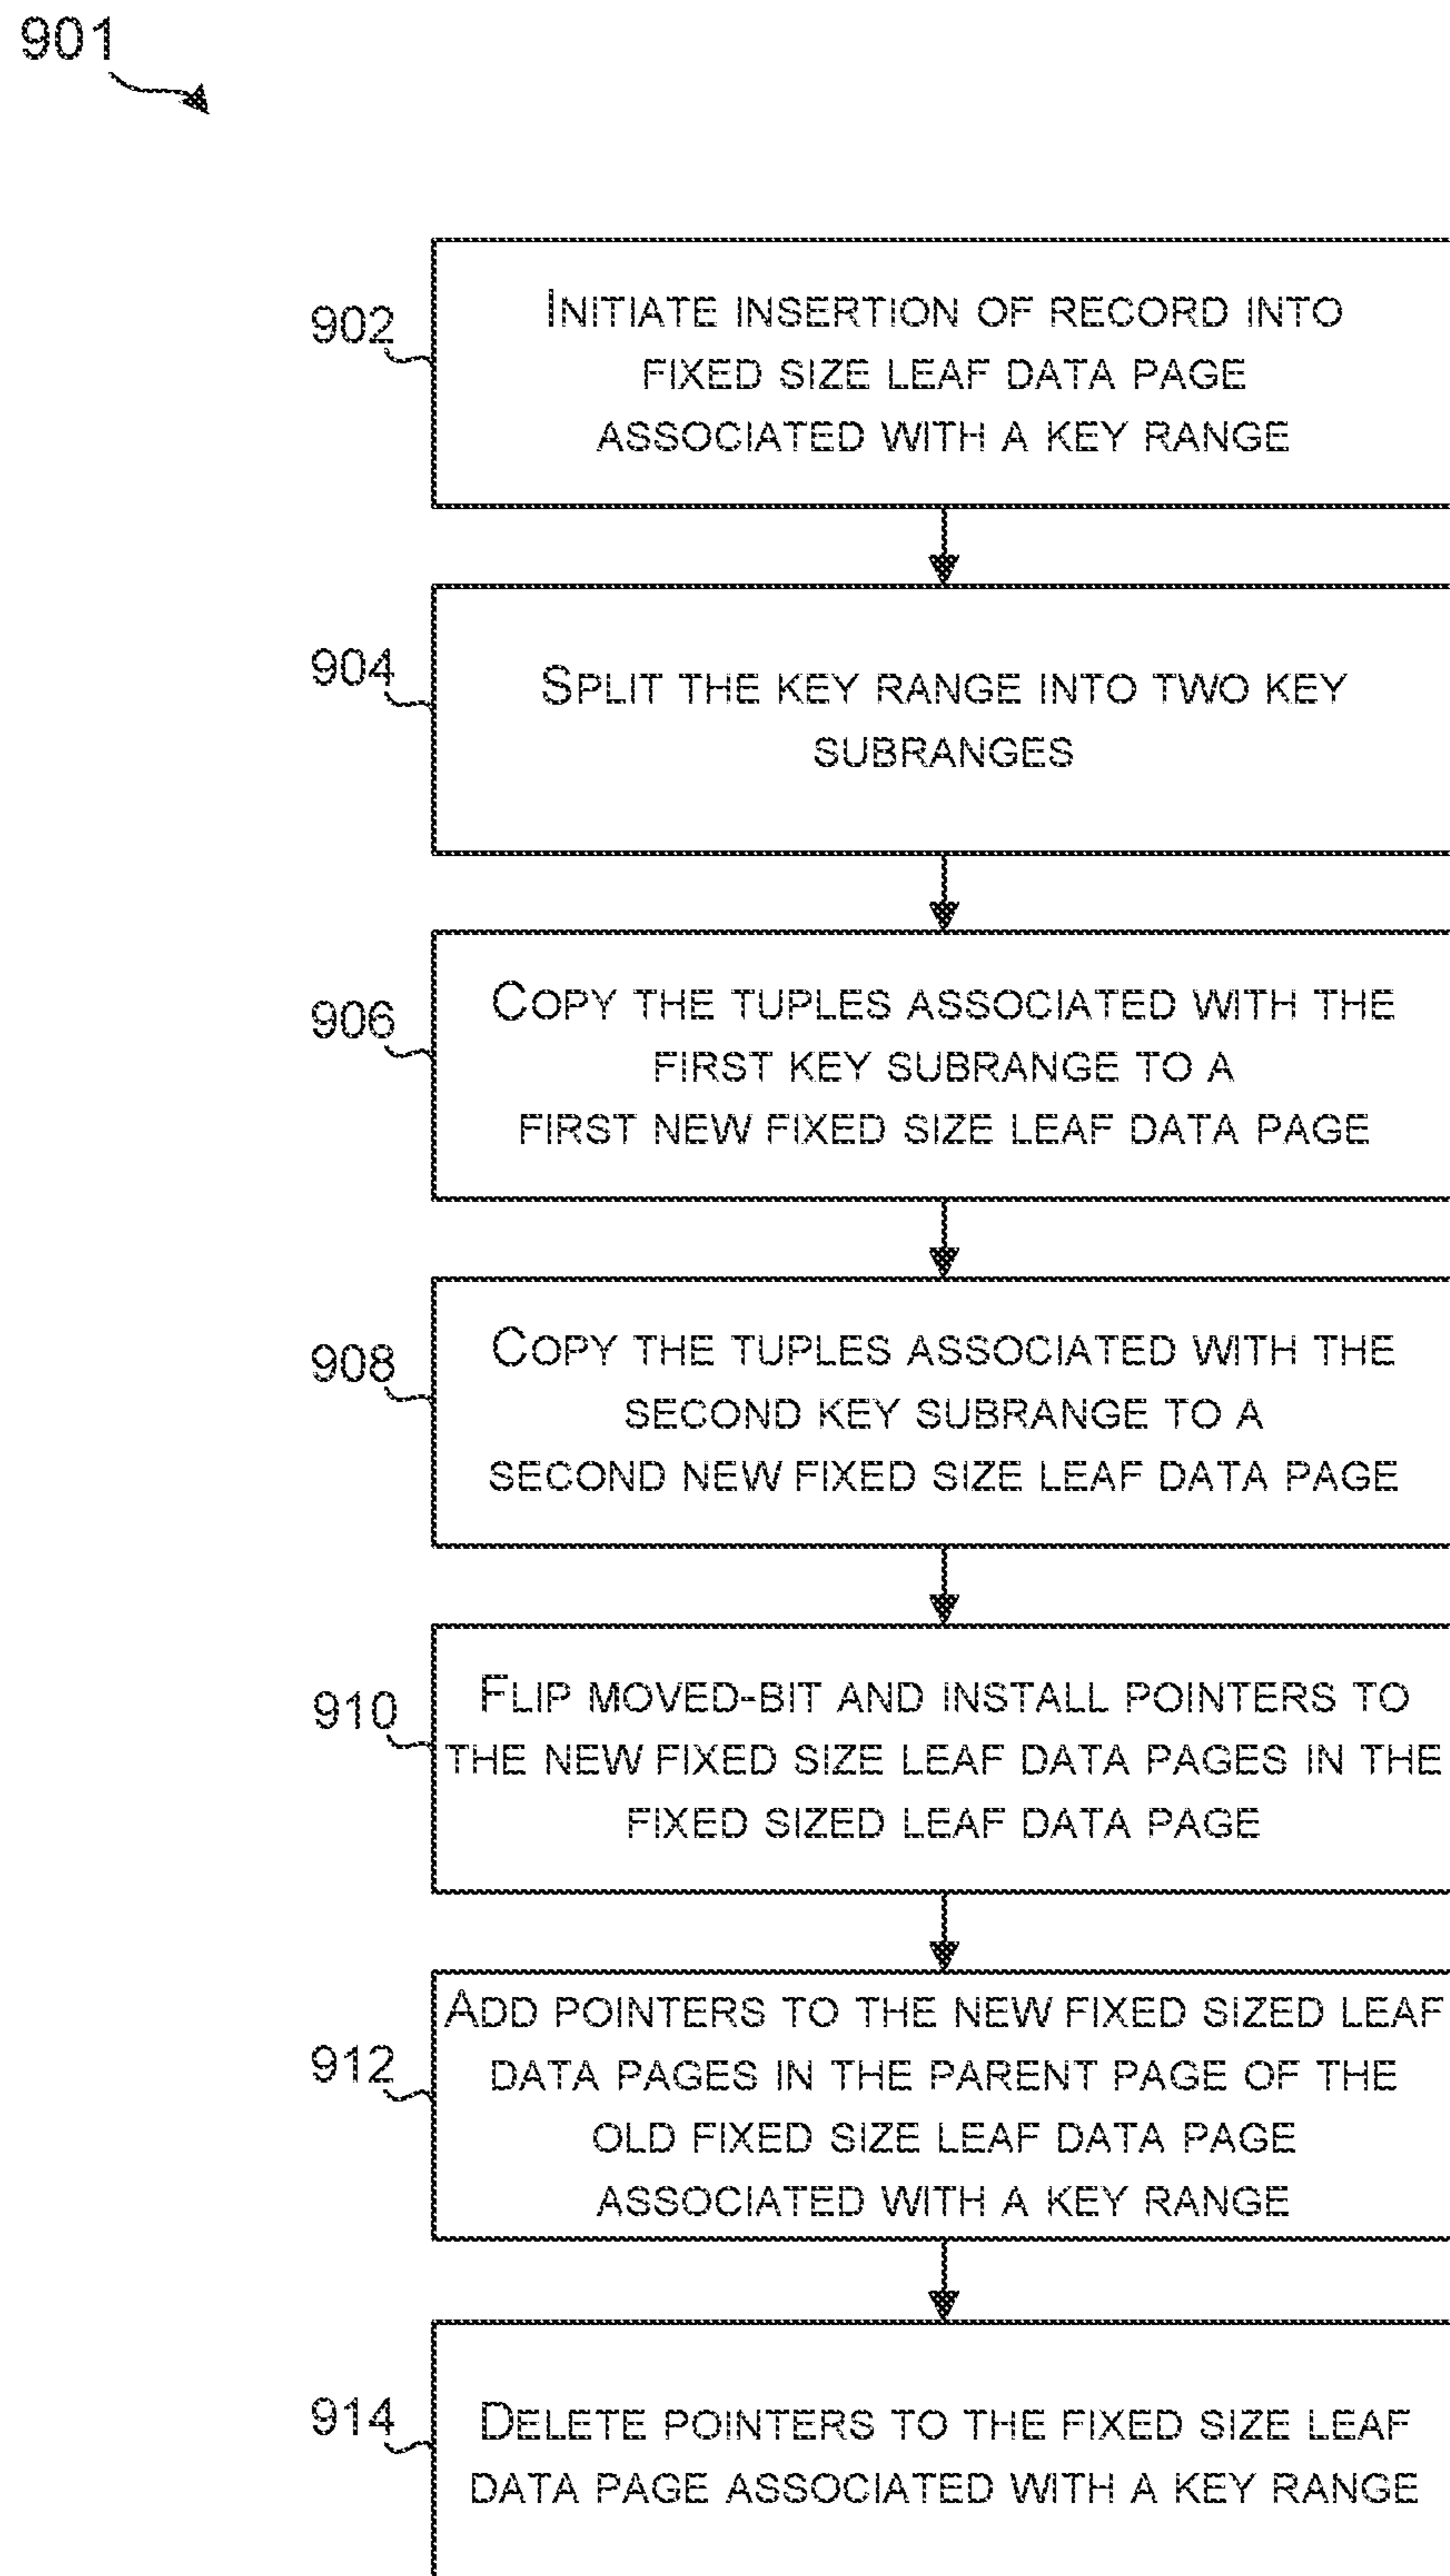 901
902
INITIATE INSERTION OF RECORD INTO
FIXED SIZE LEAF DATA PAGE
ASSOCIATED WITH A KEY RANGE
904
SPLIT THE KEY RANGE INTO TWO KEY
SUBRANGES
906
COPY THE TUPLES ASSOCIATED WITH THE
FIRST KEY SUBRANGE TO A
FIRST NEW FIXED SIZE LEAF DATA PAGE
908
COPY THE TUPLES ASSOCIATED WITH THE
SECOND KEY SUBRANGE TO A
SECOND NEW FIXED SIZE LEAF DATA PAGE
910
FLIP MOVED-BIT AND INSTALL POINTERS TO
THE NEW FIXED SIZE LEAF DATA PAGES IN THE
FIXED SIZED LEAF DATA PAGE
912
ADD POINTERS TO THE NEW FIXED SIZED LEAF
DATA PAGES IN THE PARENT PAGE OF THE
OLD FIXED SIZE LEAF DATA PAGE
ASSOCIATED WITH A KEY RANGE
914
DELETE POINTERS TO THE FIXED SIZE LEAF
DATA PAGE ASSOCIATED WITH A KEY RANGE